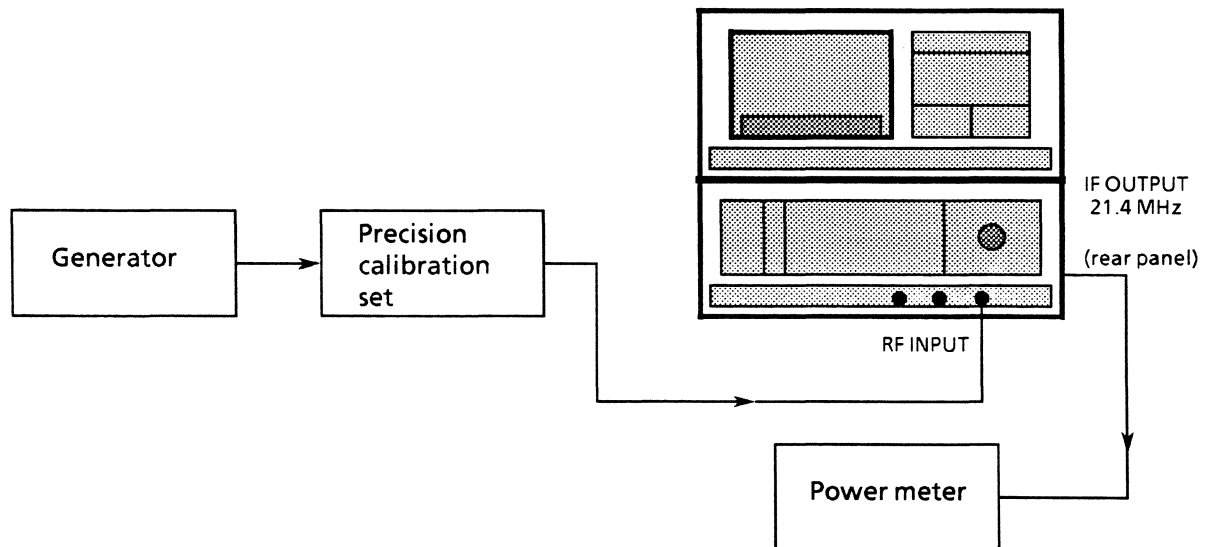 IF OUTPUT
21.4 MHz
(rear panel)
Generator
Precision
calibration
set
RF INPUT
Power meter